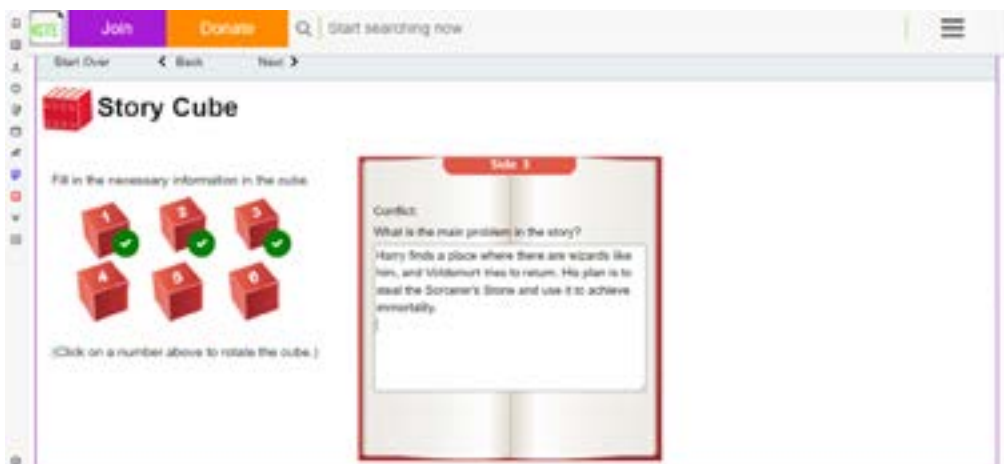 NCTE Join Donate Start searching now
Start Over Back Next
Story Cube
Side 3
Fill in the necessary information in the cube.
1 2 3
4 5 6
(Click on a number above to rotate the cube.)
Conflict:
What is the main problem in the story?
Harry finds a place where there are wizards like
him, and Voldemort tries to return. His plan is to
steal the Sorcerer's Stone and use it to achieve
immortality.